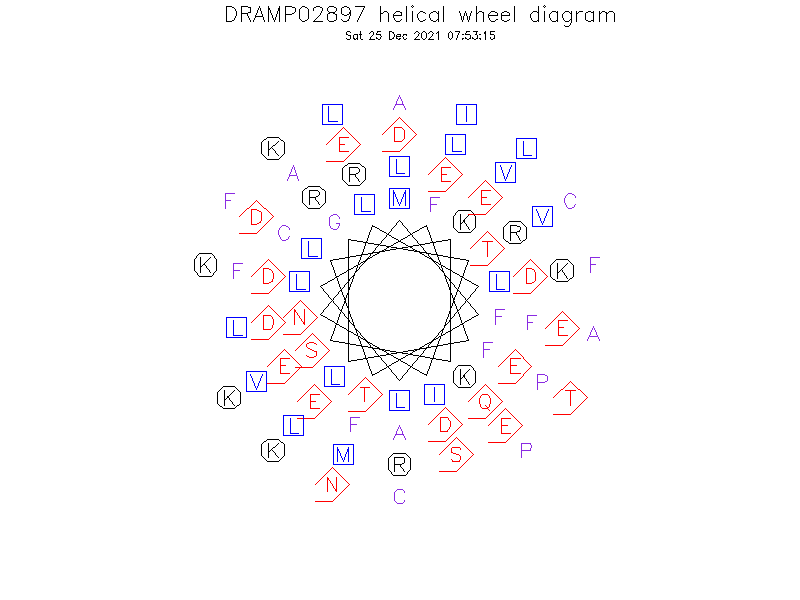 DRAMP02897 helical wheel diagram
Sat 25 Dec 2021 07:53:15
A
L I
D
E L
K L
L
A R E V
R M E
F L F C
D G K V
C R
L T
K F D L L D K F
L D N F F E A
S F
E E
V L K P
K E T L I Q T
L F A D E
K M S P
R
N
C